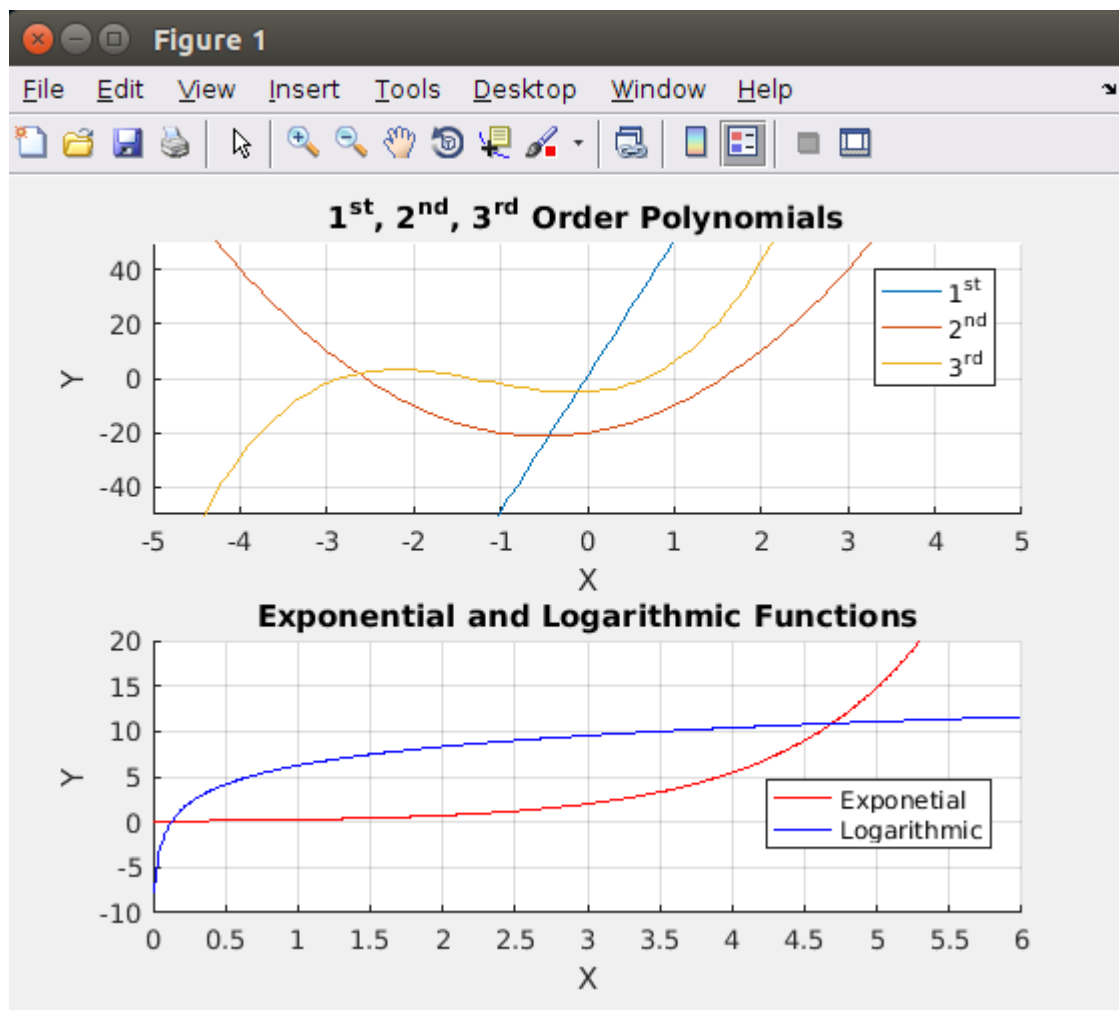 Figure 1
File Edit View Insert Tools Desktop Window Help
1st, 2nd, 3rd Order Polynomials
40
20
0
-20
-40
Y
-5 -4 -3 -2 -1 0 1 2 3 4 5
X
1st
2nd
3rd
Exponential and Logarithmic Functions
20
15
10
5
0
-5
-10
Y
0 0.5 1 1.5 2 2.5 3 3.5 4 4.5 5 5.5 6
X
Exponetial
Logarithmic